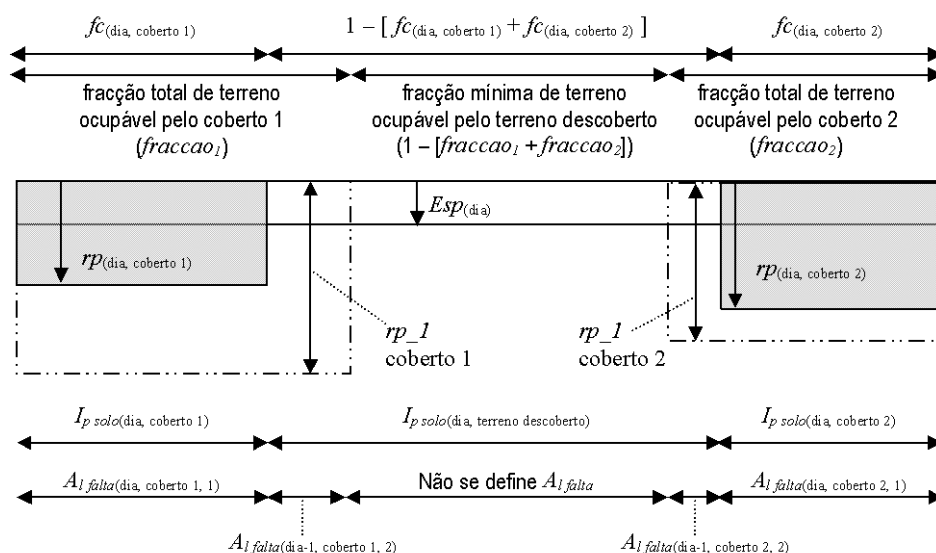 fc(dia, coberto 1) 1 – [ fc(dia, coberto 1) + fc(dia, coberto 2) ] fc(dia, coberto 2)
fracção total de terreno ocupável pelo coberto 1 (fraccao1)
fracção mínima de terreno ocupável pelo terreno descoberto (1 – [fraccao1 + fraccao2])
fracção total de terreno ocupável pelo coberto 2 (fraccao2)
Esp(dia)
rp(dia, coberto 1)
rp(dia, coberto 2)
rp_1
coberto 1
rp_1
coberto 2
Ip solo(dia, coberto 1) Ip solo(dia, terreno descoberto) Ip solo(dia, coberto 2)
Al falta(dia, coberto 1, 1) Não se define Al falta Al falta(dia, coberto 2, 1)
Al falta(dia-1, coberto 1, 2) Al falta(dia-1, coberto 2, 2)